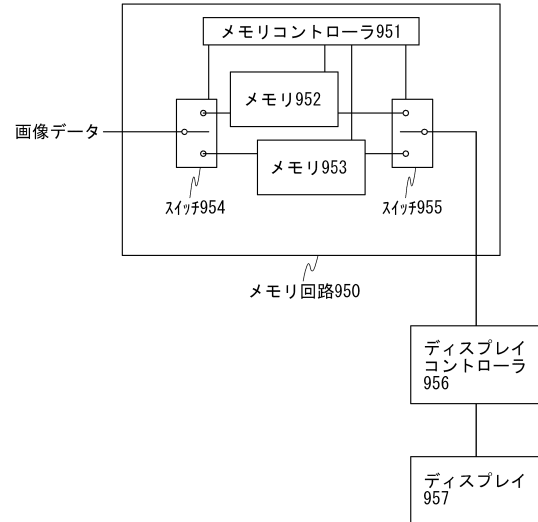 メモリコントローラ951
メモリ952
画像データ
メモリ953
スイッチ954
スイッチ955
メモリ回路950
ディスプレイ
コントローラ
956
ディスプレイ
957